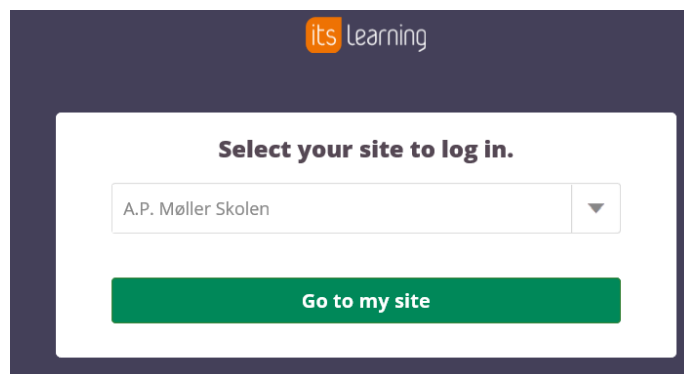 its learning
Select your site to log in.
A.P. Møller Skolen
Go to my site